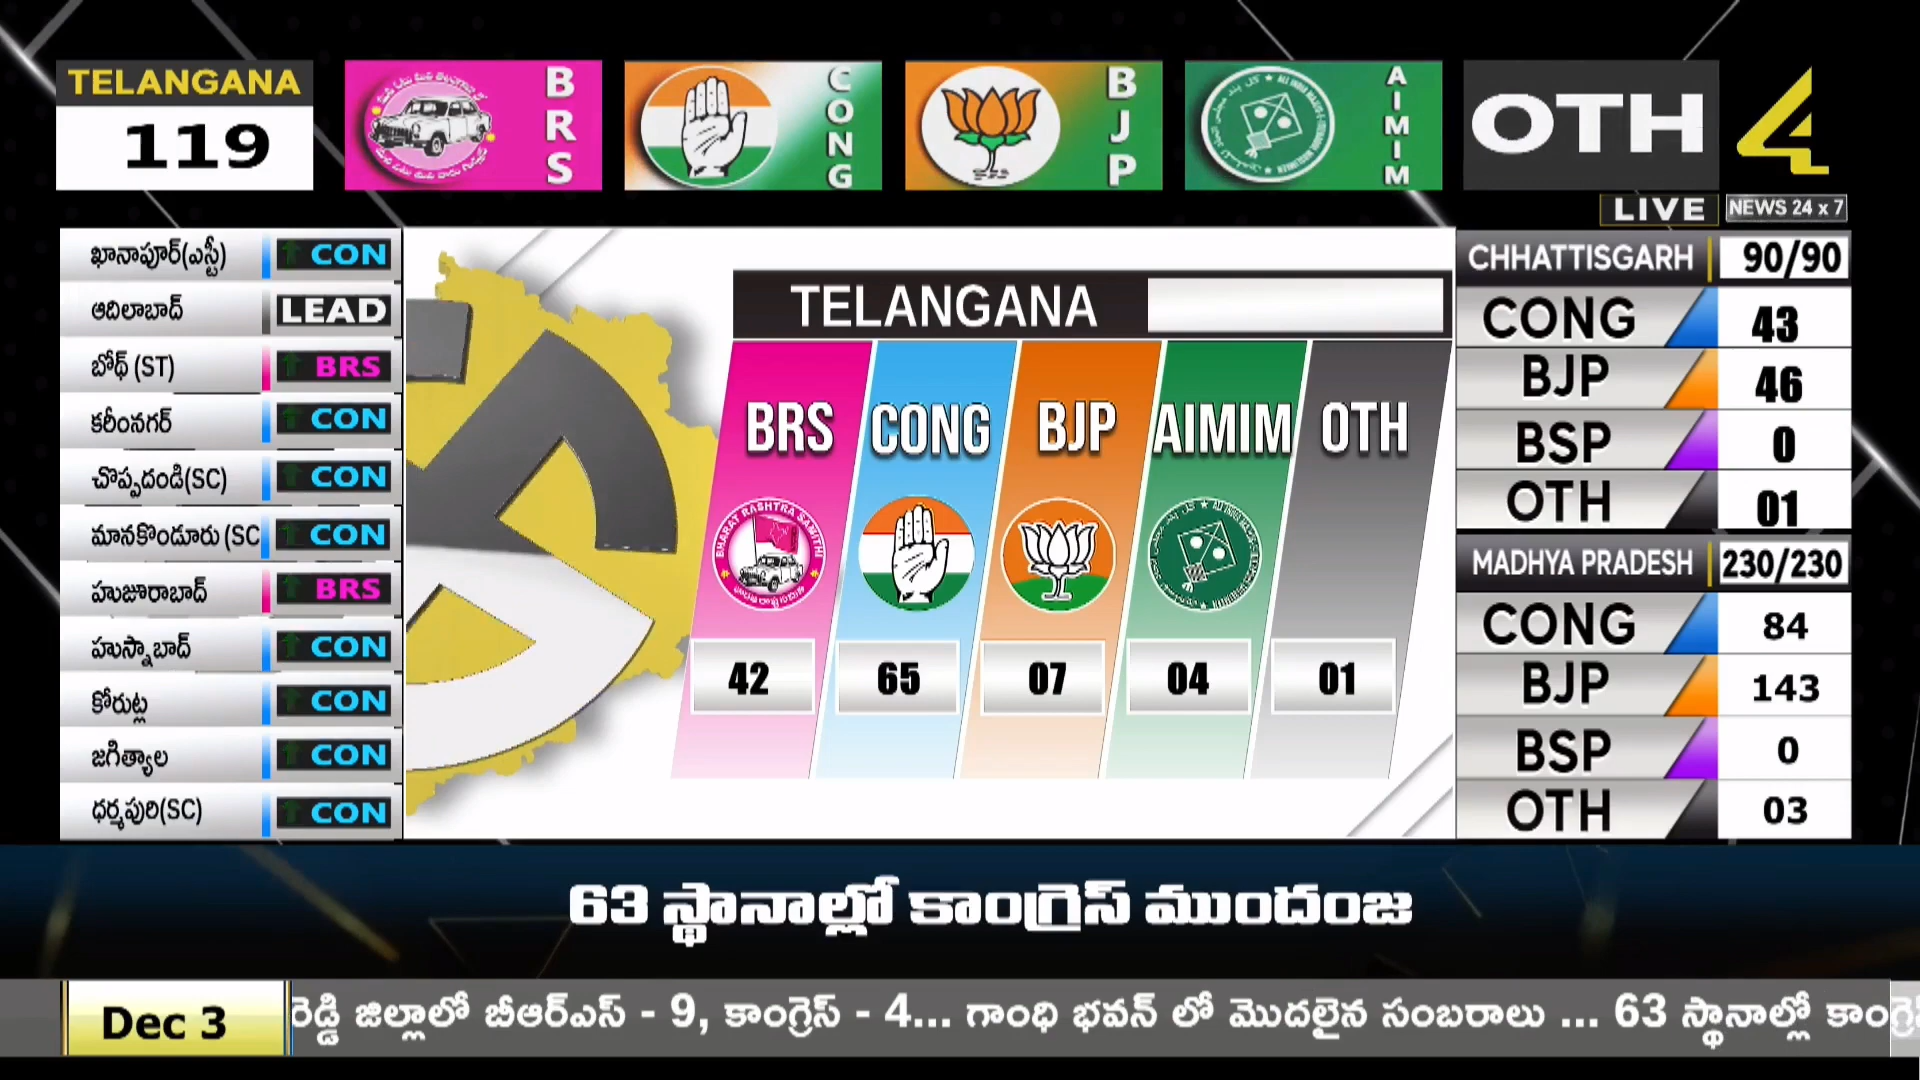 TELANGANA
119
BRS
CONG
BJP
AIMIM
OTH
4
LIVE
NEWS 24 x 7
ఖానాపూర్(ఎస్టీ) CON
ఆదిలాబాద్ LEAD
బోథ్ (ST) BRS
కరీంనగర్ CON
చొప్పదండి(SC) CON
మానకొండూరు (SC CON
హుజూరాబాద్ BRS
హుస్నాబాద్ CON
కోరుట్ల CON
జగిత్యాల CON
ధర్మపురి(SC) CON
TELANGANA
BRS CONG BJP AIMIM OTH
BHARAT RASHTRA SAMITHI
42 65 07 04 01
CHHATTISGARH 90/90
CONG 43
BJP 46
BSP 0
OTH 01
MADHYA PRADESH 230/230
CONG 84
BJP 143
BSP 0
OTH 03
63 స్థానాల్లో కాంగ్రెస్ ముందంజ
Dec 3
రెడ్డి జిల్లాలో బీఆర్ఎస్ - 9, కాంగ్రెస్ - 4... గాంధి భవన్ లో మొదలైన సంబరాలు ... 63 స్థానాల్లో కాంగ్రె